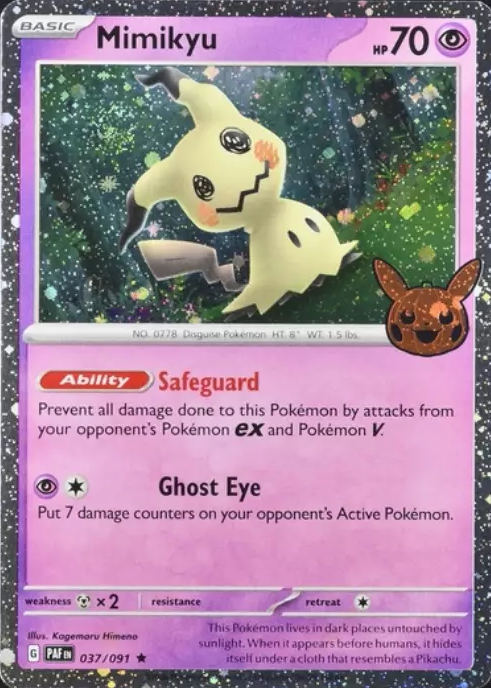 BASIC Mimikyu HP 70
NO. 0778 Disguise Pokémon HT. 8" WT. 1.5 lbs.
Ability Safeguard
Prevent all damage done to this Pokémon by attacks from
your opponent's Pokémon ex and Pokémon V.
Ghost Eye
Put 7 damage counters on your opponent's Active Pokémon.
weakness ×2 resistance retreat
Illus. Kagemaru Himeno
G PAF EN 037/091 ★
This Pokémon lives in dark places untouched by
sunlight. When it appears before humans, it hides
itself under a cloth that resembles a Pikachu.